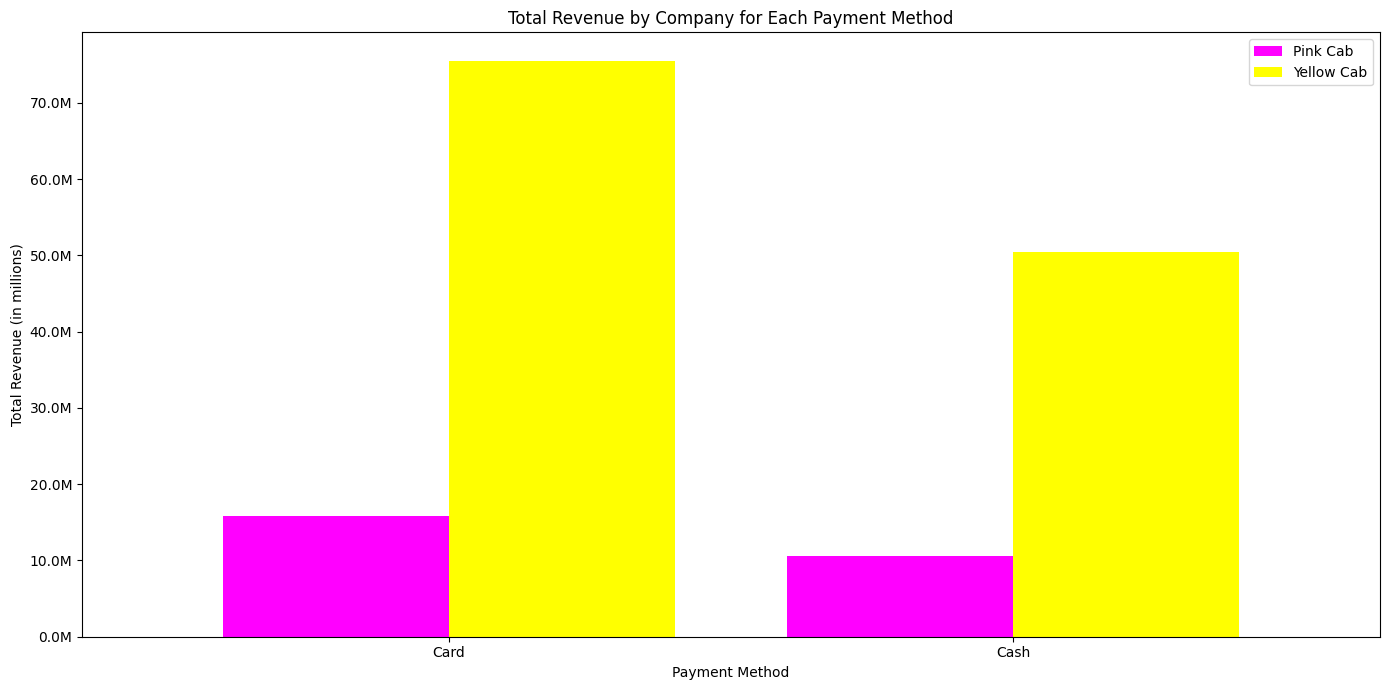 Total Revenue by Company for Each Payment Method
Pink Cab
Yellow Cab
Total Revenue (in millions)
70.0M
60.0M
50.0M
40.0M
30.0M
20.0M
10.0M
0.0M
Card
Cash
Payment Method